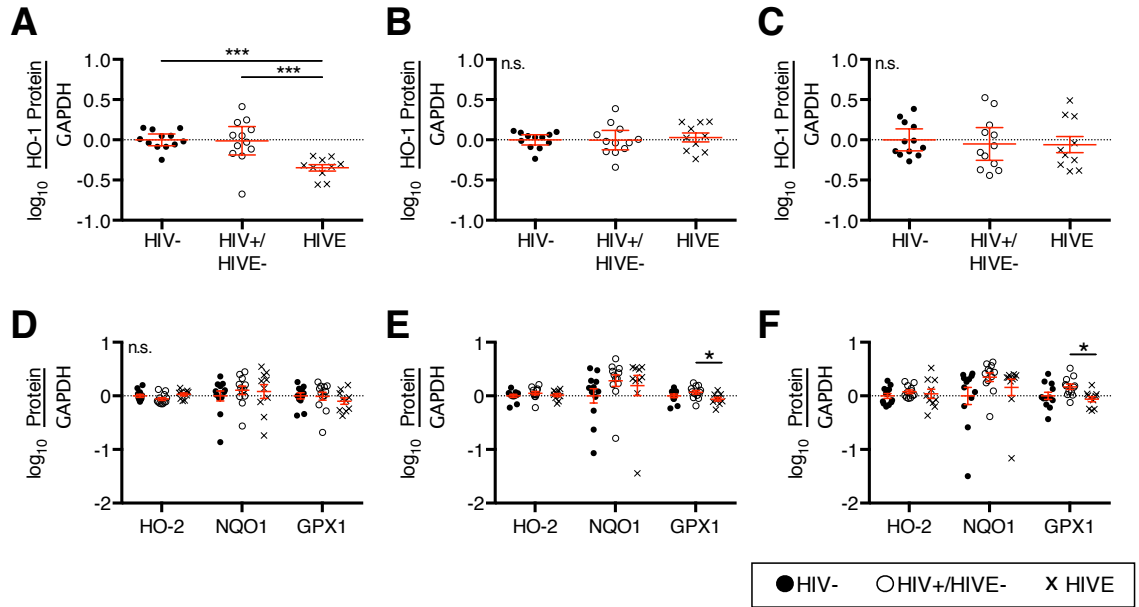 A
B
C
log10 HO-1 Protein
GAPDH
1.0
0.5
0.0
-0.5
-1.0
***
***
HIV-
HIV+/
HIVE-
HIVE
log10 HO-1 Protein
GAPDH
1.0
0.5
0.0
-0.5
-1.0
n.s.
HIV-
HIV+/
HIVE-
HIVE
log10 HO-1 Protein
GAPDH
1.0
0.5
0.0
-0.5
-1.0
n.s.
HIV-
HIV+/
HIVE-
HIVE
D
E
F
log10 Protein
GAPDH
1
0
-1
-2
n.s.
HO-2 NQO1 GPX1
log10 Protein
GAPDH
1
0
-1
-2
*
HO-2 NQO1 GPX1
log10 Protein
GAPDH
1
0
-1
-2
*
HO-2 NQO1 GPX1
HIV- HIV+/HIVE- HIVE